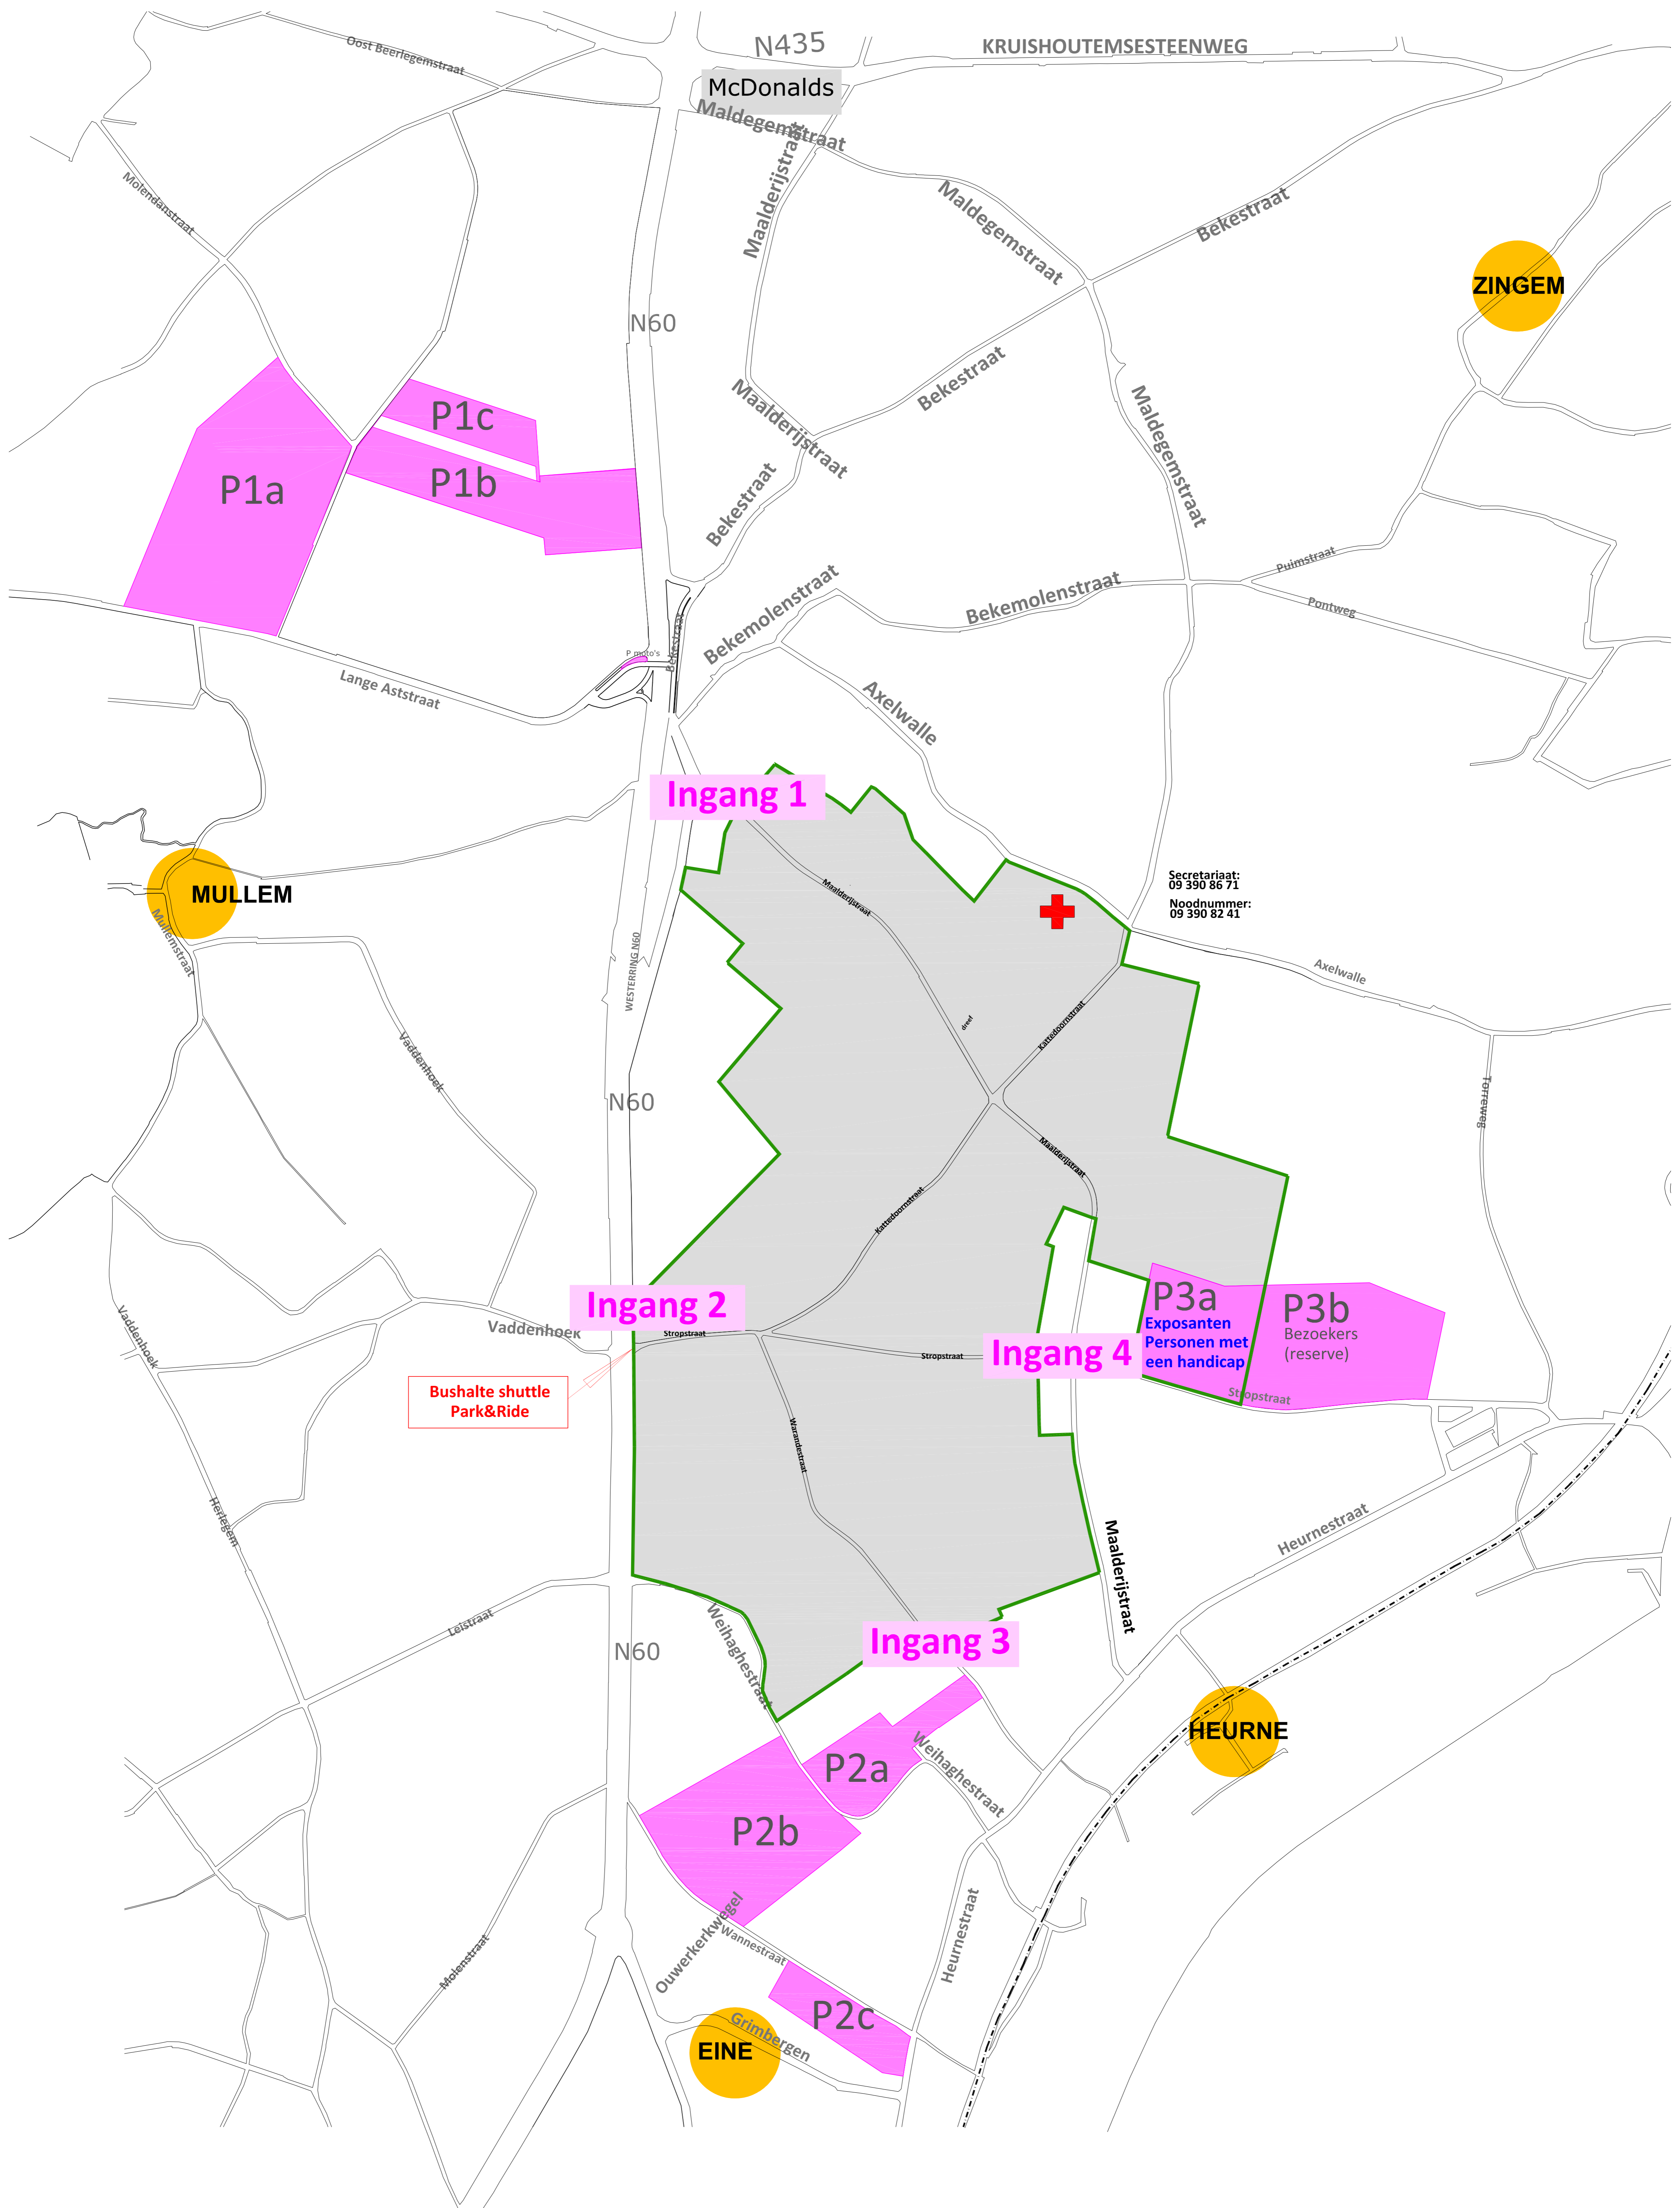 N435
KRUISHOUTEMSESTEENWEG
Oost Beerlegemstraat
McDonalds
Maldegemstraat
Maalderijstraat
Molendamstraat
Maldegemstraat
Bekestraat
ZINGEM
N60
Bekestraat
Maalderijstraat
Maldegemstraat
P1c
P1b
P1a
Bekestraat
Puimstraat
Bekemolenstraat
Bekemolenstraat
Pontweg
Bekestraat
P moto's
Lange Aststraat
Axelwalle
Ingang 1
Secretariaat:
09 390 86 71
Noodnummer:
09 390 82 41
MULLEM
Mullemstraat
Maalderijstraat
WESTERRING N60
Axelwalle
dreef
Kattedoornstraat
Vaddenhoek
N60
Torreweg
Maalderijstraat
Kattedoornstraat
Ingang 2
P3a
Exposanten
Personen met
een handicap
P3b
Bezoekers
(reserve)
Vaddenhoek
Vaddenhoek
Stropstraat
Stropstraat
Ingang 4
Bushalte shuttle
Park&Ride
Stropstraat
Warandestraat
Herlegem
Heurnestraat
Maalderijstraat
Leistraat
Weihaghestraat
Ingang 3
N60
HEURNE
P2a
Weihaghestraat
P2b
Ouwerkerkwegel
Wannestraat
Heurnestraat
Molenstraat
P2c
Grimbergen
EINE